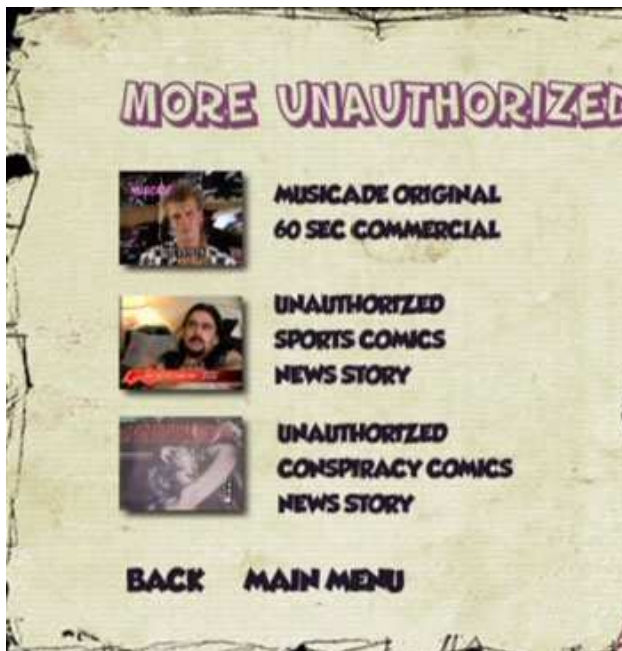 MORE UNAUTHORIZED
MUSICADE ORIGINAL
60 SEC COMMERCIAL
UNAUTHORIZED
SPORTS COMICS
NEWS STORY
UNAUTHORIZED
CONSPIRACY COMICS
NEWS STORY
BACK MAIN MENU